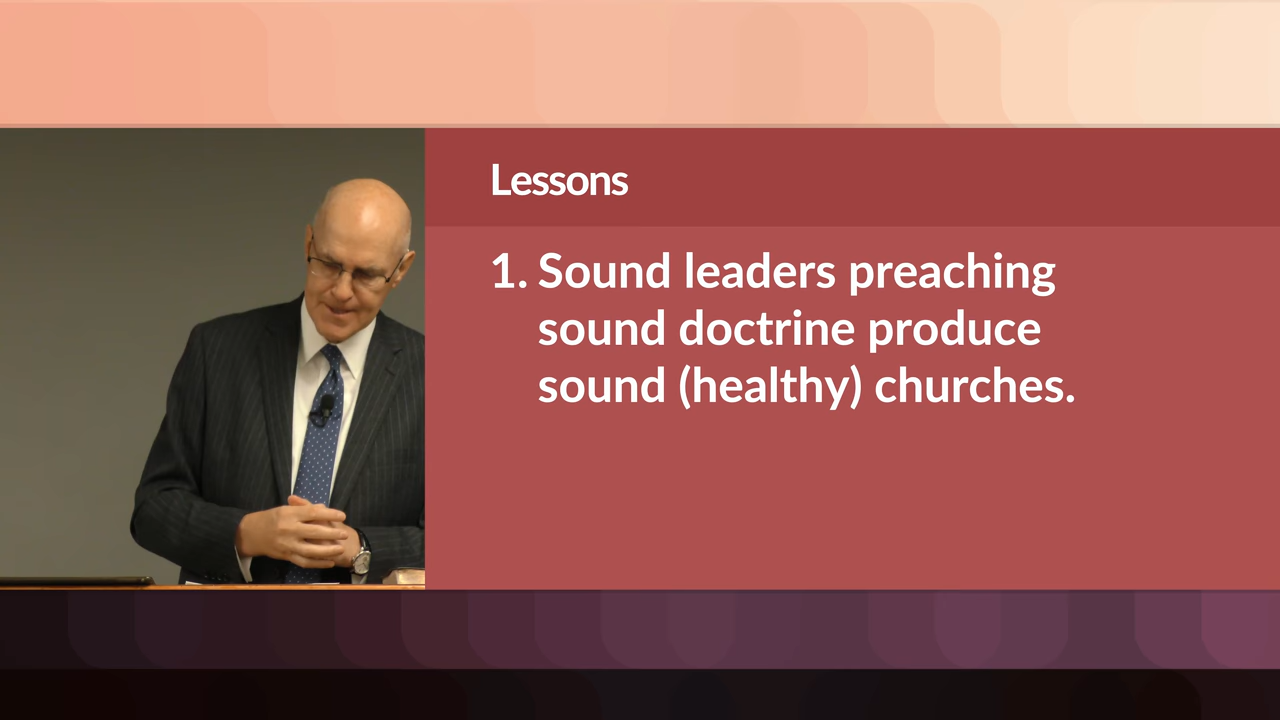 Lessons
1. Sound leaders preaching
sound doctrine produce
sound (healthy) churches.